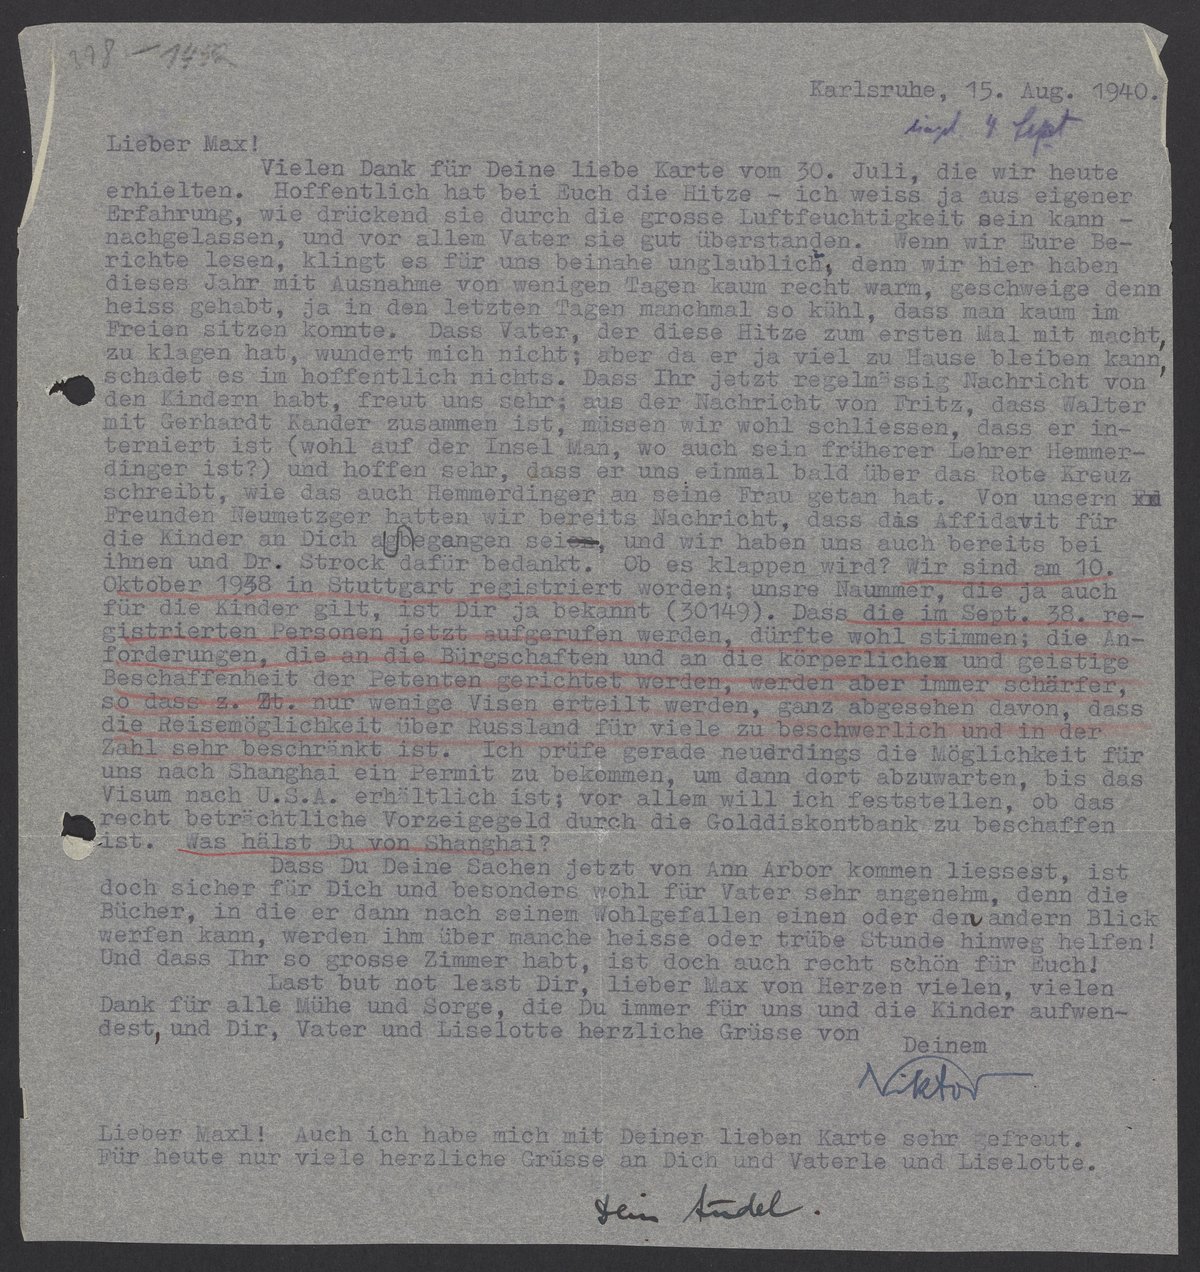 Karlsruhe, 15. Aug. 1940.
4 Sept
Lieber Max!
Vielen Dank für Deine liebe Karte vom 30. Juli, die wir heute
erhielten. Hoffentlich hat bei Euch die Hitze - ich weiss ja aus eigener
Erfahrung, wie drückend sie durch die grosse Luftfeuchtigkeit sein kann -
nachgelassen, und vor allem Vater sie gut überstanden. Wenn wir Eure Be-
richte lesen, klingt es für uns beinahe unglaublich, denn wir hier haben
dieses Jahr mit Ausnahme von wenigen Tagen kaum recht warm, geschweige denn
heiss gehabt, ja in den letzten Tagen manchmal so kühl, dass man kaum im
Freien sitzen konnte. Dass Vater, der diese Hitze zum ersten Mal mit macht,
zu klagen hat, wundert mich nicht; aber da er ja viel zu Hause bleiben kann,
schadet es im hoffentlich nichts. Dass Ihr jetzt regelmässig Nachricht von
den Kindern habt, freut uns sehr; aus der Nachricht von Fritz, dass Walter
mit Gerhardt Kander zusammen ist, müssen wir wohl schliessen, dass er in-
terniert ist (wohl auf der Insel Man, wo auch sein früherer Lehrer Hemmer-
dinger ist?) und hoffen sehr, dass er uns einmal bald über das Rote Kreuz
schreibt, wie das auch Hemmerdinger an seine Frau getan hat. Von unsern
Freunden Neumetzger hatten wir bereits Nachricht, dass das Affidavit für
die Kinder an Dich abgegangen sei, und wir haben uns auch bereits bei
ihnen und Dr. Strock dafür bedankt. Ob es klappen wird? Wir sind am 10.
Oktober 1938 in Stuttgart registriert worden; unsre Naummer, die ja auch
für die Kinder gilt, ist Dir ja bekannt (30149). Dass die im Sept. 38. re-
gistrierten Personen jetzt aufgerufen werden, dürfte wohl stimmen; die An-
forderungen, die an die Bürgschaften und an die körperliche und geistige
Beschaffenheit der Petenten gerichtet werden, werden aber immer schärfer,
so dass z. Zt. nur wenige Visen erteilt werden, ganz abgesehen davon, dass
die Reisemöglichkeit über Russland für viele zu beschwerlich und in der
Zahl sehr beschränkt ist. Ich prüfe gerade neuerdings die Möglichkeit für
uns nach Shanghai ein Permit zu bekommen, um dann dort abzuwarten, bis das
Visum nach U.S.A. erhältlich ist; vor allem will ich feststellen, ob das
recht beträchtliche Vorzeigegeld durch die Golddiskontbank zu beschaffen
ist. Was hälst Du von Shanghai?
Dass Du Deine Sachen jetzt von Ann Arbor kommen liessest, ist
doch sicher für Dich und besonders wohl für Vater sehr angenehm, denn die
Bücher, in die er dann nach seinem Wohlgefallen einen oder den andern Blick
werfen kann, werden ihm über manche heisse oder trübe Stunde hinweg helfen!
Und dass Ihr so grosse Zimmer habt, ist doch auch recht schön für Euch!
Last but not least Dir, lieber Max von Herzen vielen, vielen
Dank für alle Mühe und Sorge, die Du immer für uns und die Kinder aufwen-
dest, und Dir, Vater und Liselotte herzliche Grüsse von
Deinem
Viktor
Lieber Maxl! Auch ich habe mich mit Deiner lieben Karte sehr gefreut.
Für heute nur viele herzliche Grüsse an Dich und Vaterle und Liselotte.
Dein